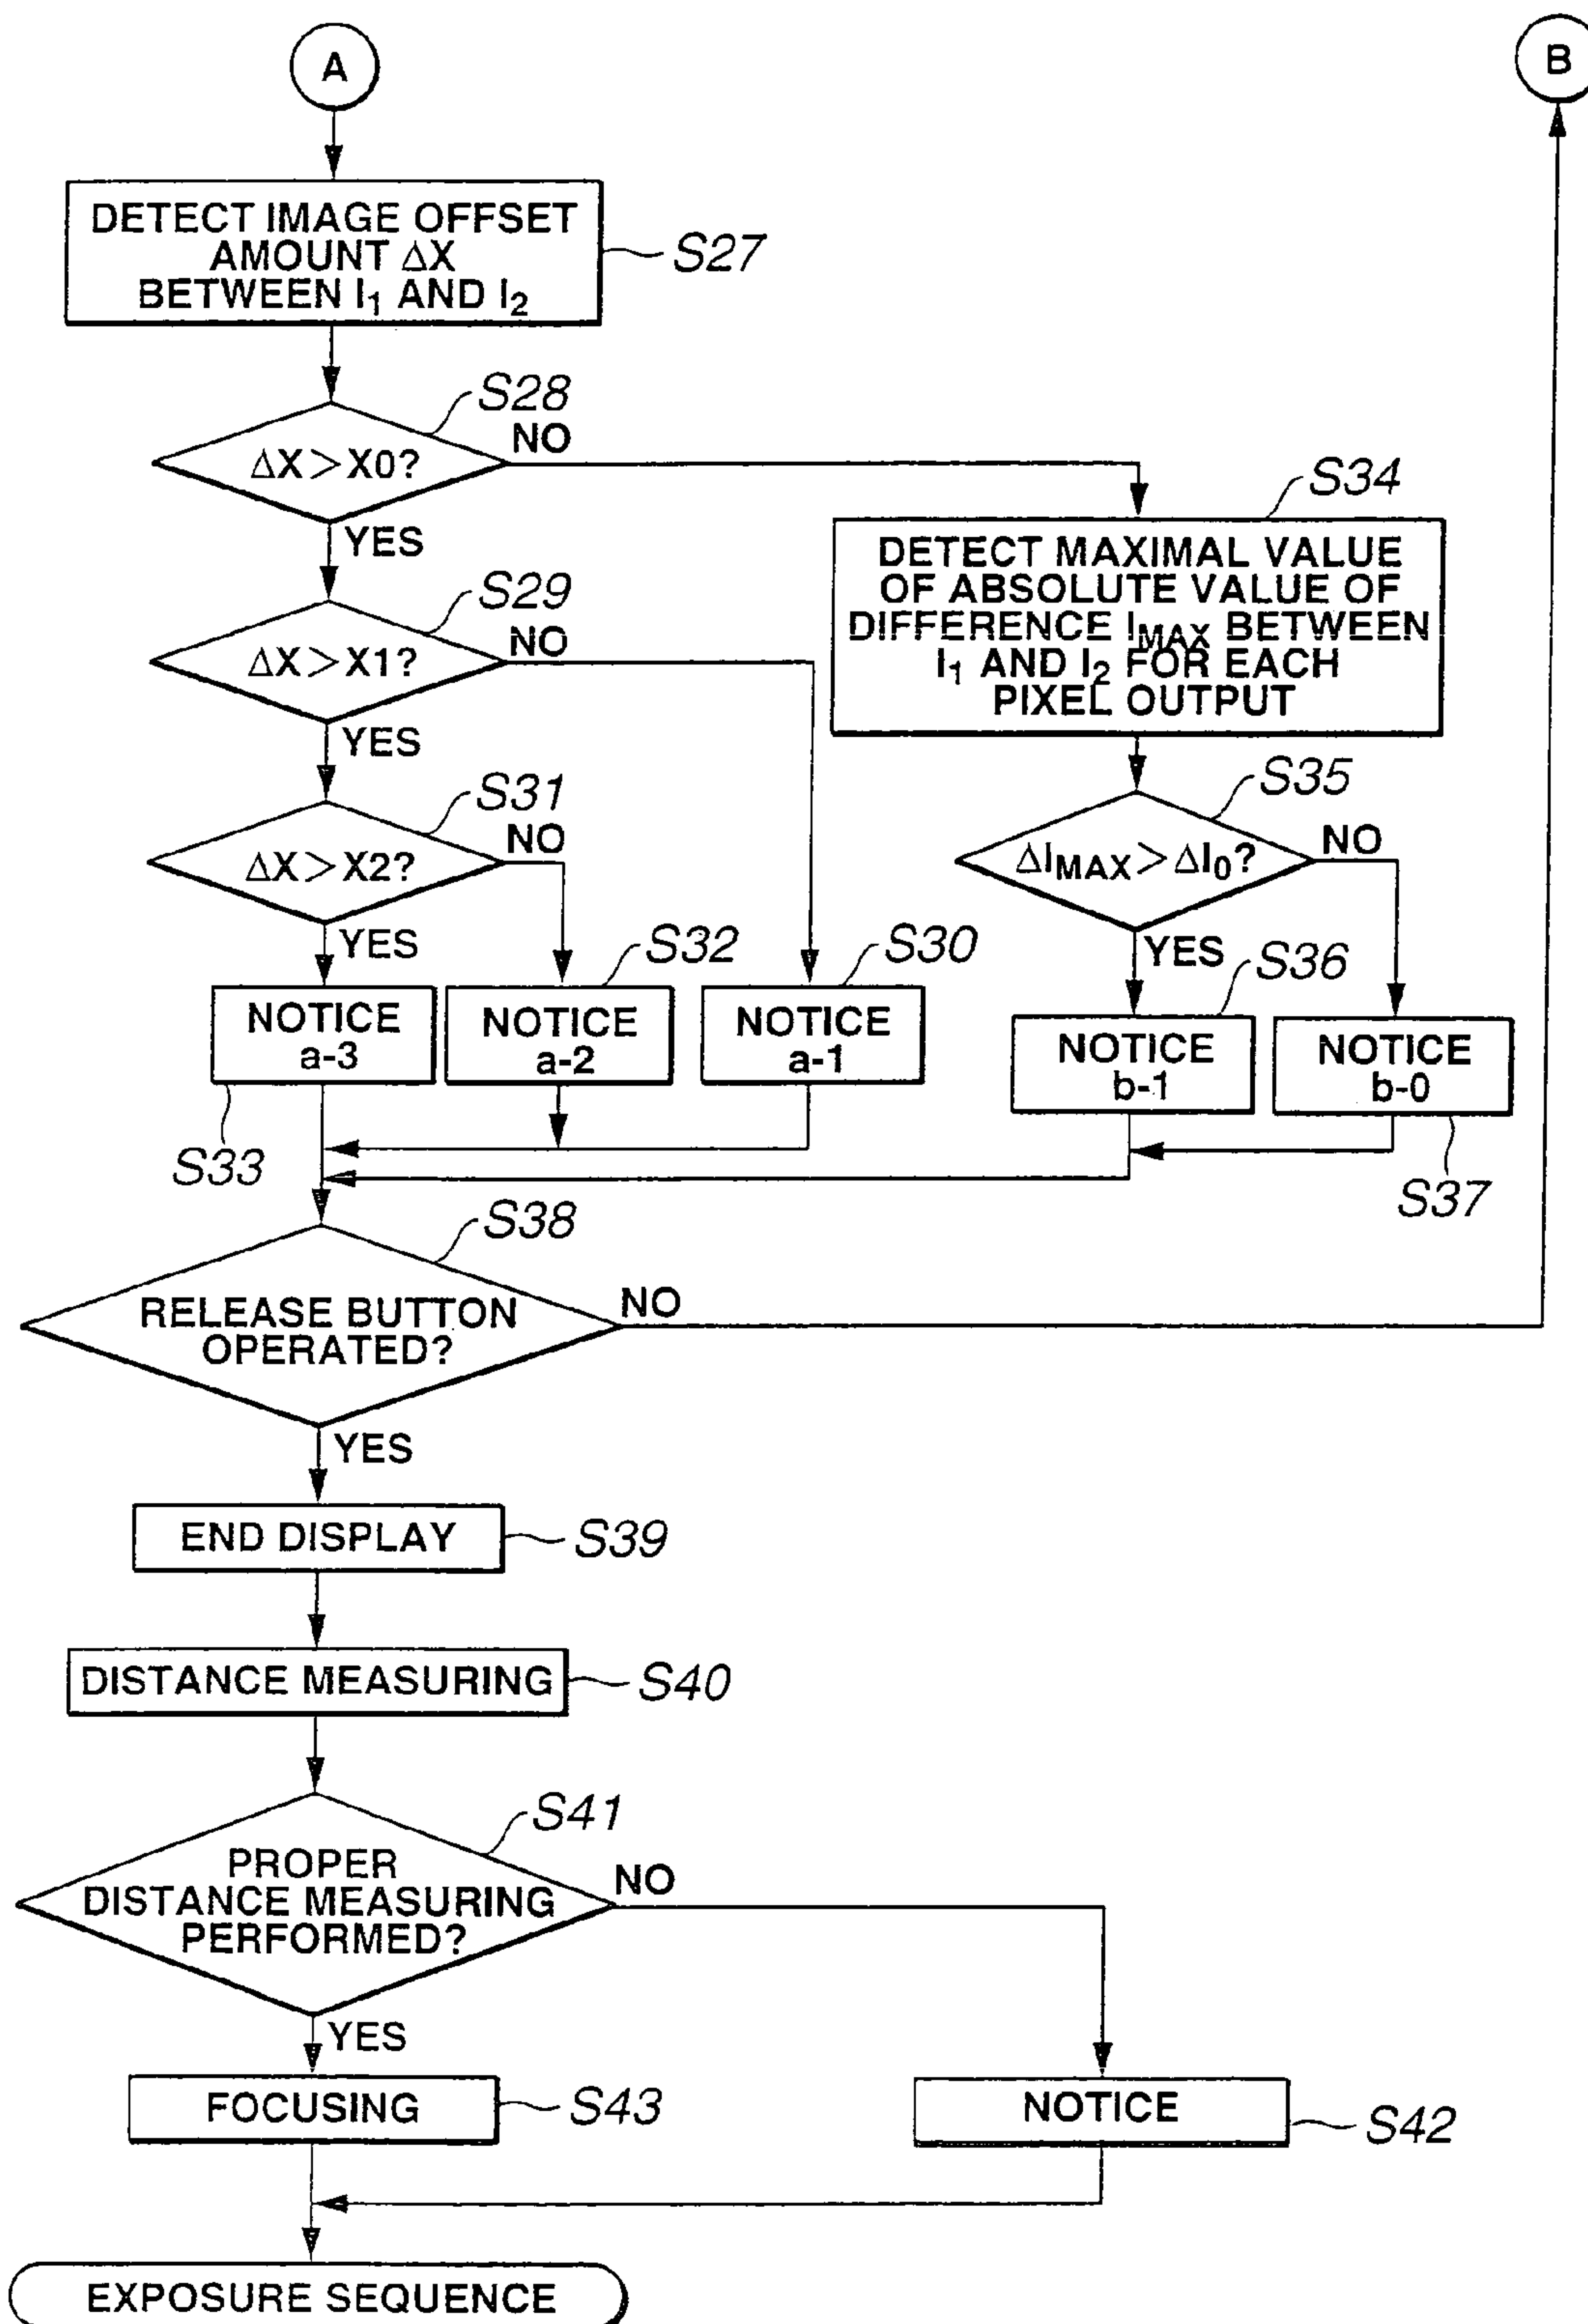 A
B
DETECT IMAGE OFFSET
AMOUNT ΔX
BETWEEN I₁ AND I₂
S27
S28
ΔX>X0?
NO
YES
S34
DETECT MAXIMAL VALUE
OF ABSOLUTE VALUE OF
DIFFERENCE I_MAX BETWEEN
I₁ AND I₂ FOR EACH
PIXEL OUTPUT
S29
ΔX>X1?
NO
YES
S31
ΔX>X2?
NO
YES
S35
ΔI_MAX>ΔI₀?
NO
YES
S32
S30
S36
NOTICE
a-3
NOTICE
a-2
NOTICE
a-1
NOTICE
b-1
NOTICE
b-0
S33
S37
S38
RELEASE BUTTON
OPERATED?
NO
YES
END DISPLAY
S39
DISTANCE MEASURING
S40
S41
PROPER
DISTANCE MEASURING
PERFORMED?
NO
YES
FOCUSING
S43
NOTICE
S42
EXPOSURE SEQUENCE